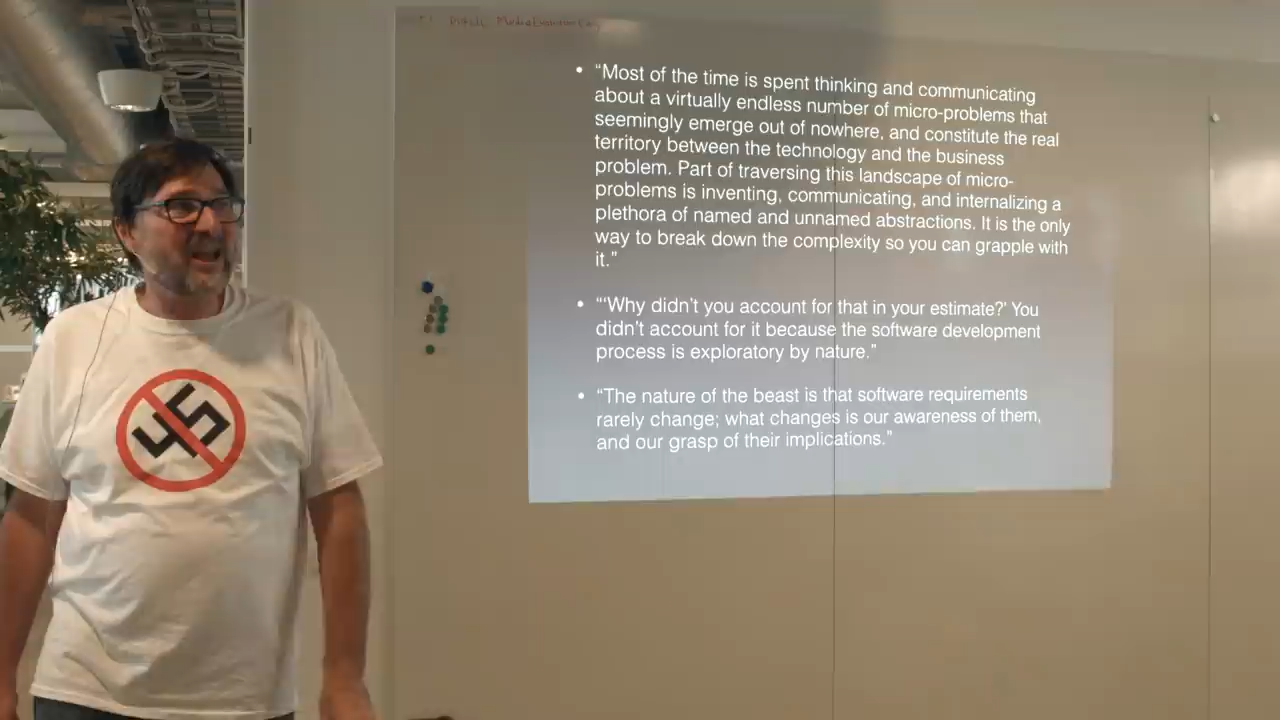 • “Most of the time is spent thinking and communicating
about a virtually endless number of micro-problems that
seemingly emerge out of nowhere, and constitute the real
territory between the technology and the business
problem. Part of traversing this landscape of micro-
problems is inventing, communicating, and internalizing a
plethora of named and unnamed abstractions. It is the only
way to break down the complexity so you can grapple with
it.”
• “‘Why didn’t you account for that in your estimate?’ You
didn’t account for it because the software development
process is exploratory by nature.”
• “The nature of the beast is that software requirements
rarely change; what changes is our awareness of them,
and our grasp of their implications.”